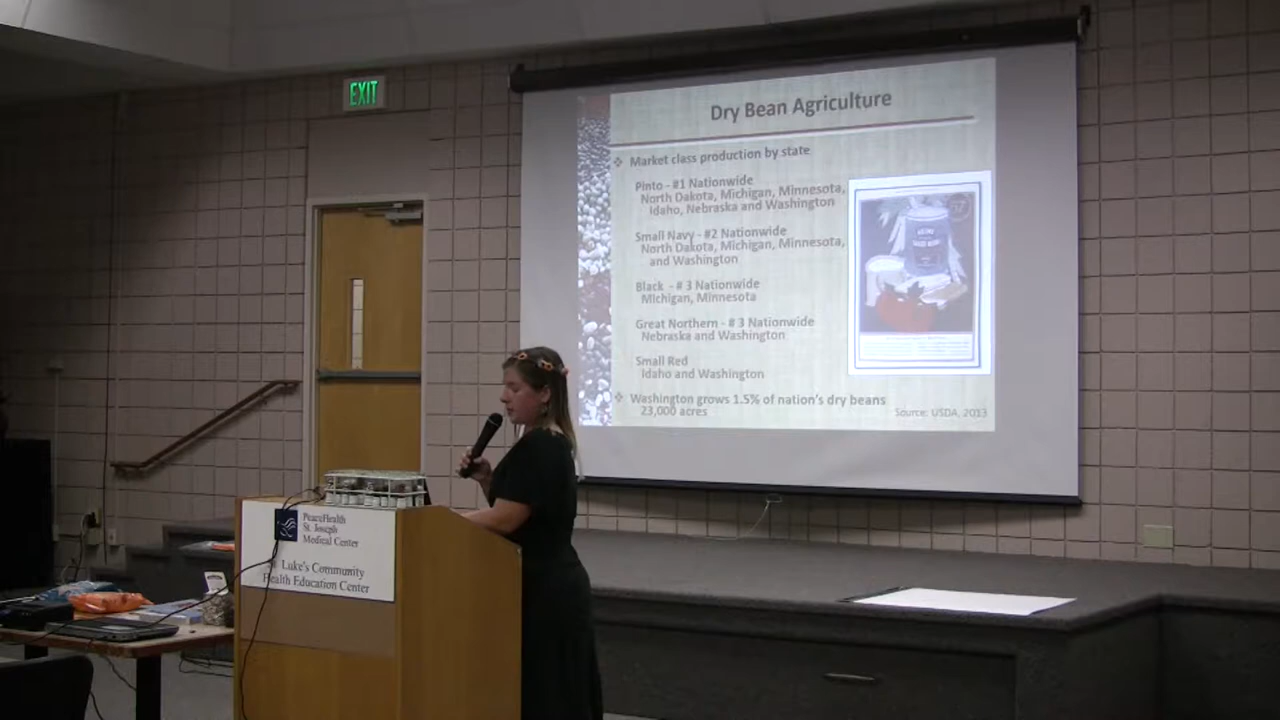 EXIT
Dry Bean Agriculture
❖ Market class production by state
Pinto - #1 Nationwide
North Dakota, Michigan, Minnesota,
Idaho, Nebraska and Washington
Small Navy - #2 Nationwide
North Dakota, Michigan, Minnesota,
and Washington
Black - # 3 Nationwide
Michigan, Minnesota
Great Northern - # 3 Nationwide
Nebraska and Washington
Small Red
Idaho and Washington
❖ Washington grows 1.5% of nation's dry beans
23,000 acres
Source: USDA, 2013
PeaceHealth
St. Joseph
Medical Center
Luke's Community
Health Education Center